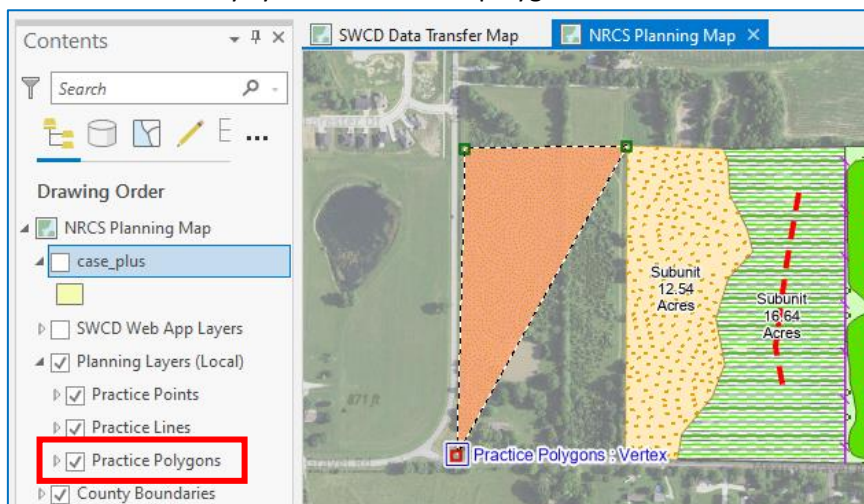 Contents
SWCD Data Transfer Map
NRCS Planning Map
Search
Drawing Order
NRCS Planning Map
case_plus
SWCD Web App Layers
Planning Layers (Local)
Practice Points
Practice Lines
Practice Polygons
County Boundaries
Subunit
12.54
Acres
Subunit
16.64
Acres
871 ft
Practice Polygons : Vertex